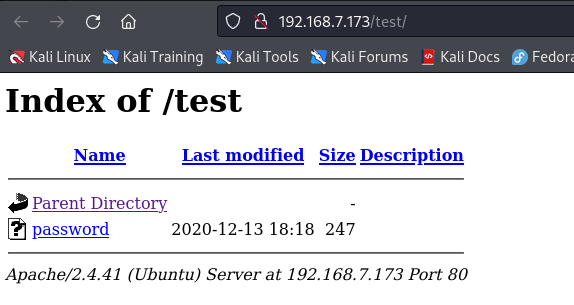 192.168.7.173/test/
Kali Linux Kali Training Kali Tools Kali Forums Kali Docs Fedora
Index of /test
Name Last modified Size Description
Parent Directory -
password 2020-12-13 18:18 247
Apache/2.4.41 (Ubuntu) Server at 192.168.7.173 Port 80